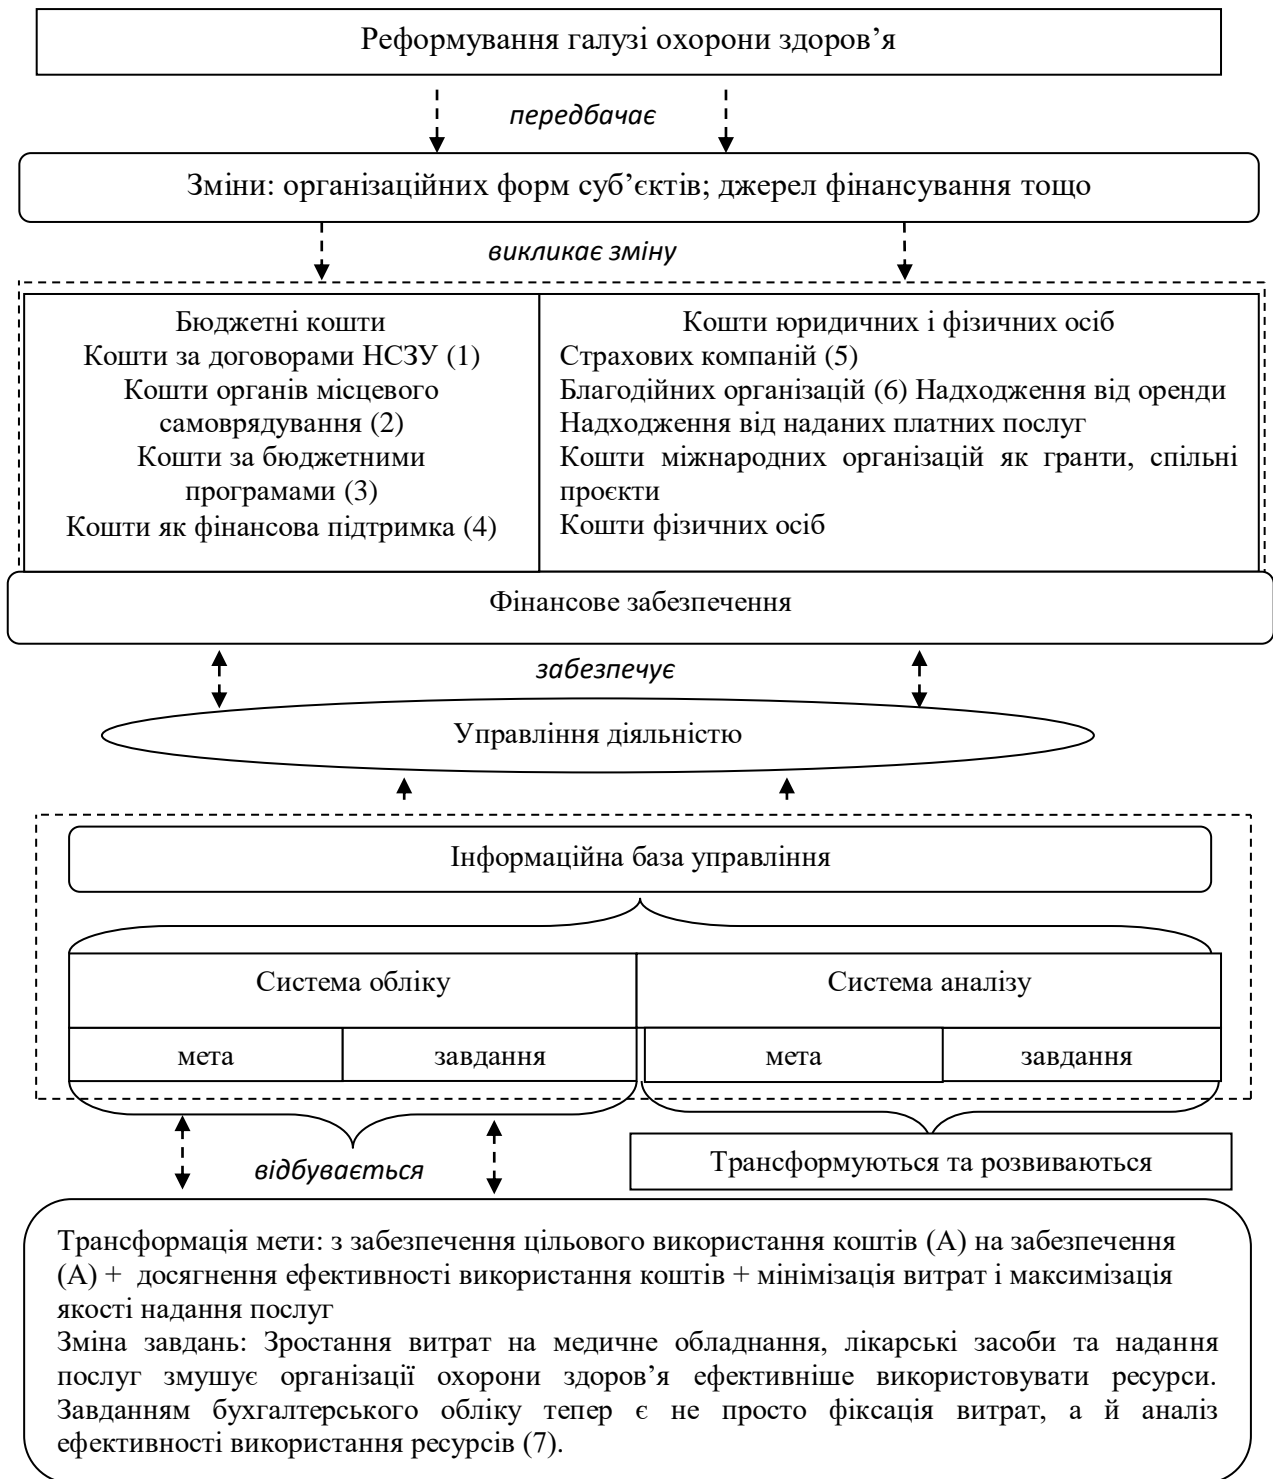 Реформування галузі охорони здоров’я
передбачає
Зміни: організаційних форм суб’єктів; джерел фінансування тощо
викликає зміну
Бюджетні кошти
Кошти за договорами НСЗУ (1)
Кошти органів місцевого
самоврядування (2)
Кошти за бюджетними
програмами (3)
Кошти як фінансова підтримка (4)
Кошти юридичних і фізичних осіб
Страхових компаній (5)
Благодійних організацій (6) Надходження від оренди
Надходження від наданих платних послуг
Кошти міжнародних організацій як гранти, спільні
проєкти
Кошти фізичних осіб
Фінансове забезпечення
забезпечує
Управління діяльністю
Інформаційна база управління
Система обліку
Система аналізу
мета
завдання
мета
завдання
відбувається
Трансформуються та розвиваються
Трансформація мети: з забезпечення цільового використання коштів (А) на забезпечення
(А) + досягнення ефективності використання коштів + мінімізація витрат і максимізація
якості надання послуг
Зміна завдань: Зростання витрат на медичне обладнання, лікарські засоби та надання
послуг змушує організації охорони здоров’я ефективніше використовувати ресурси.
Завданням бухгалтерського обліку тепер є не просто фіксація витрат, а й аналіз
ефективності використання ресурсів (7).